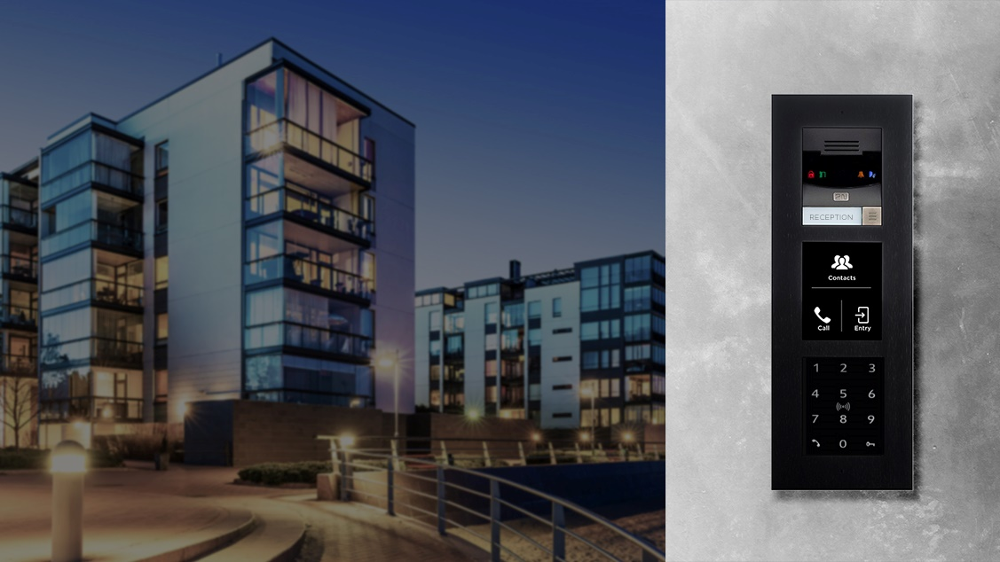 2N
RECEPTION
Contacts
Call Entry
1 2 3
4 5 6
7 8 9
0